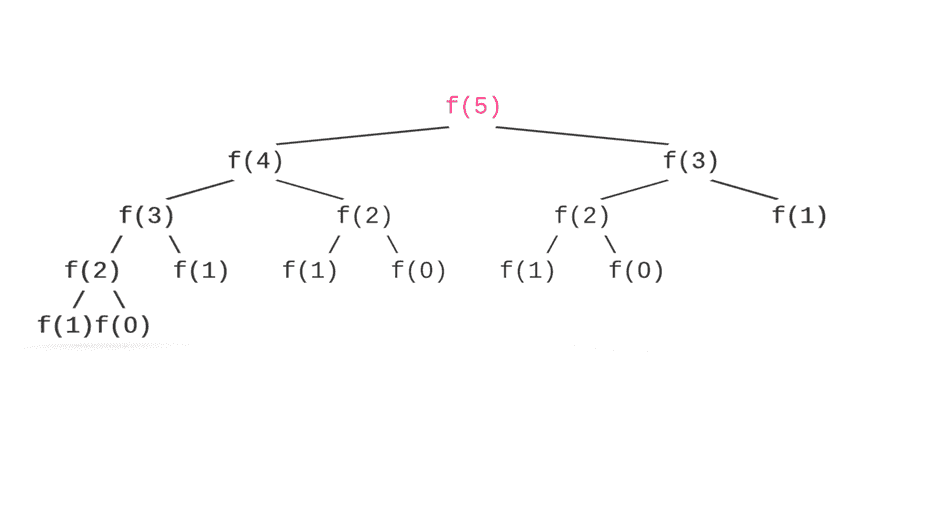 f(5)
f(4) f(3)
f(3) f(2) f(2) f(1)
f(2) f(1) f(1) f(0) f(1) f(0)
f(1)f(0)